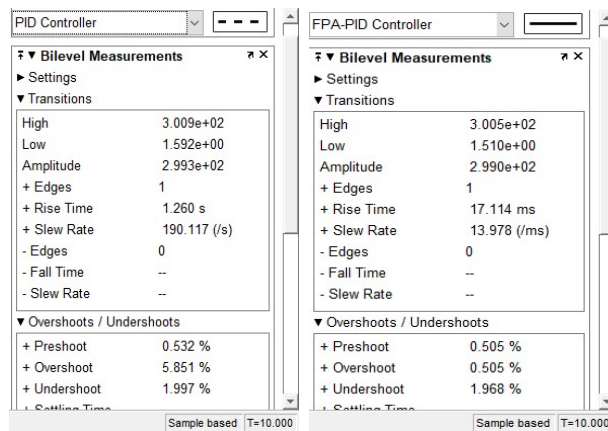 PID Controller
Bilevel Measurements
Settings
Transitions
High 3.009e+02
Low 1.592e+00
Amplitude 2.993e+02
+ Edges 1
+ Rise Time 1.260 s
+ Slew Rate 190.117 (/s)
- Edges 0
- Fall Time --
- Slew Rate --
Overshoots / Undershoots
+ Preshoot 0.532 %
+ Overshoot 5.851 %
+ Undershoot 1.997 %
+ Settling Time
Sample based T=10.000
FPA-PID Controller
Bilevel Measurements
Settings
Transitions
High 3.005e+02
Low 1.510e+00
Amplitude 2.990e+02
+ Edges 1
+ Rise Time 17.114 ms
+ Slew Rate 13.978 (/ms)
- Edges 0
- Fall Time --
- Slew Rate --
Overshoots / Undershoots
+ Preshoot 0.505 %
+ Overshoot 0.505 %
+ Undershoot 1.968 %
+ Settling Time
Sample based T=10.000